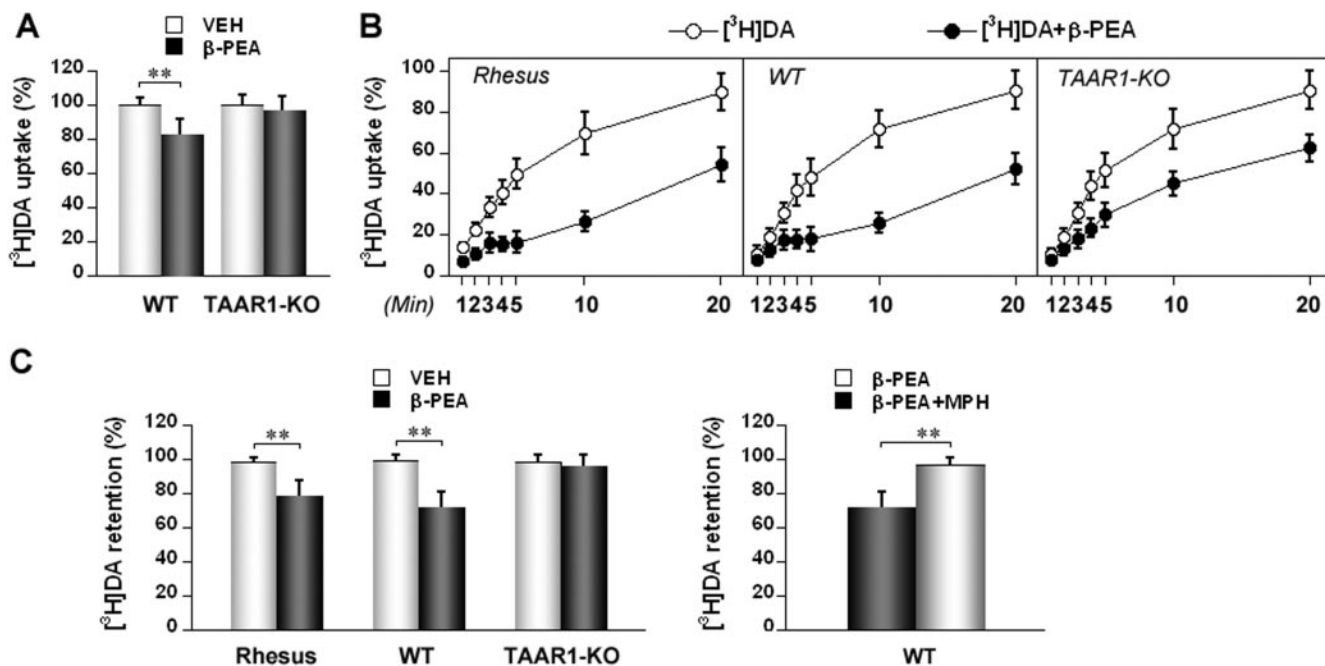 A
VEH
β-PEA
[³H]DA uptake (%)
120
100
80
60
40
20
0
**
WT
TAAR1-KO
B
[³H]DA
[³H]DA+β-PEA
[³H]DA uptake (%)
100
80
60
40
20
0
Rhesus
WT
TAAR1-KO
(Min)
12345 10 20
12345 10 20
12345 10 20
C
VEH
β-PEA
[³H]DA retention (%)
120
100
80
60
40
20
0
**
**
Rhesus
WT
TAAR1-KO
β-PEA
β-PEA+MPH
[³H]DA retention (%)
120
100
80
60
40
20
0
**
WT